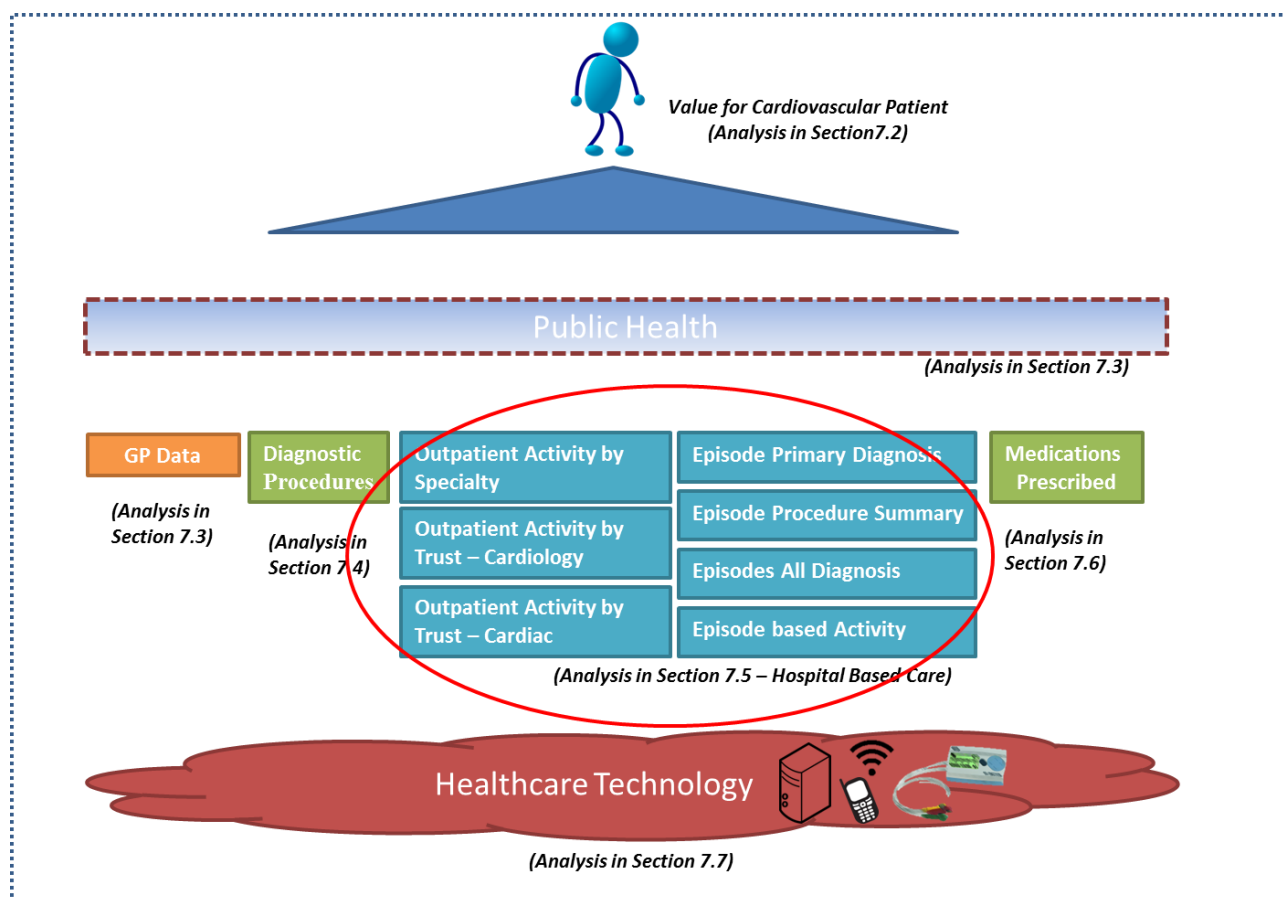 Value for Cardiovascular Patient
(Analysis in Section7.2)
Public Health
(Analysis in Section 7.3)
GP Data
(Analysis in
Section 7.3)
Diagnostic
Procedures
(Analysis in
Section 7.4)
Outpatient Activity by
Specialty
Outpatient Activity by
Trust – Cardiology
Outpatient Activity by
Trust – Cardiac
Episode Primary Diagnosis
Episode Procedure Summary
Episodes All Diagnosis
Episode based Activity
(Analysis in Section 7.5 – Hospital Based Care)
Medications
Prescribed
(Analysis in
Section 7.6)
Healthcare Technology
(Analysis in Section 7.7)